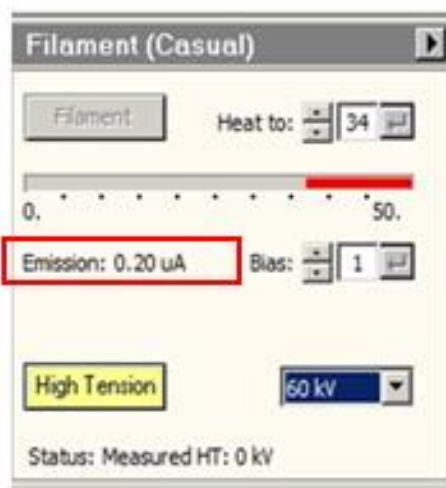 Filament (Casual)
Filament Heat to: 34
0. 50.
Emission: 0.20 uA Bias: 1
High Tension 60 kV
Status: Measured HT: 0 kV